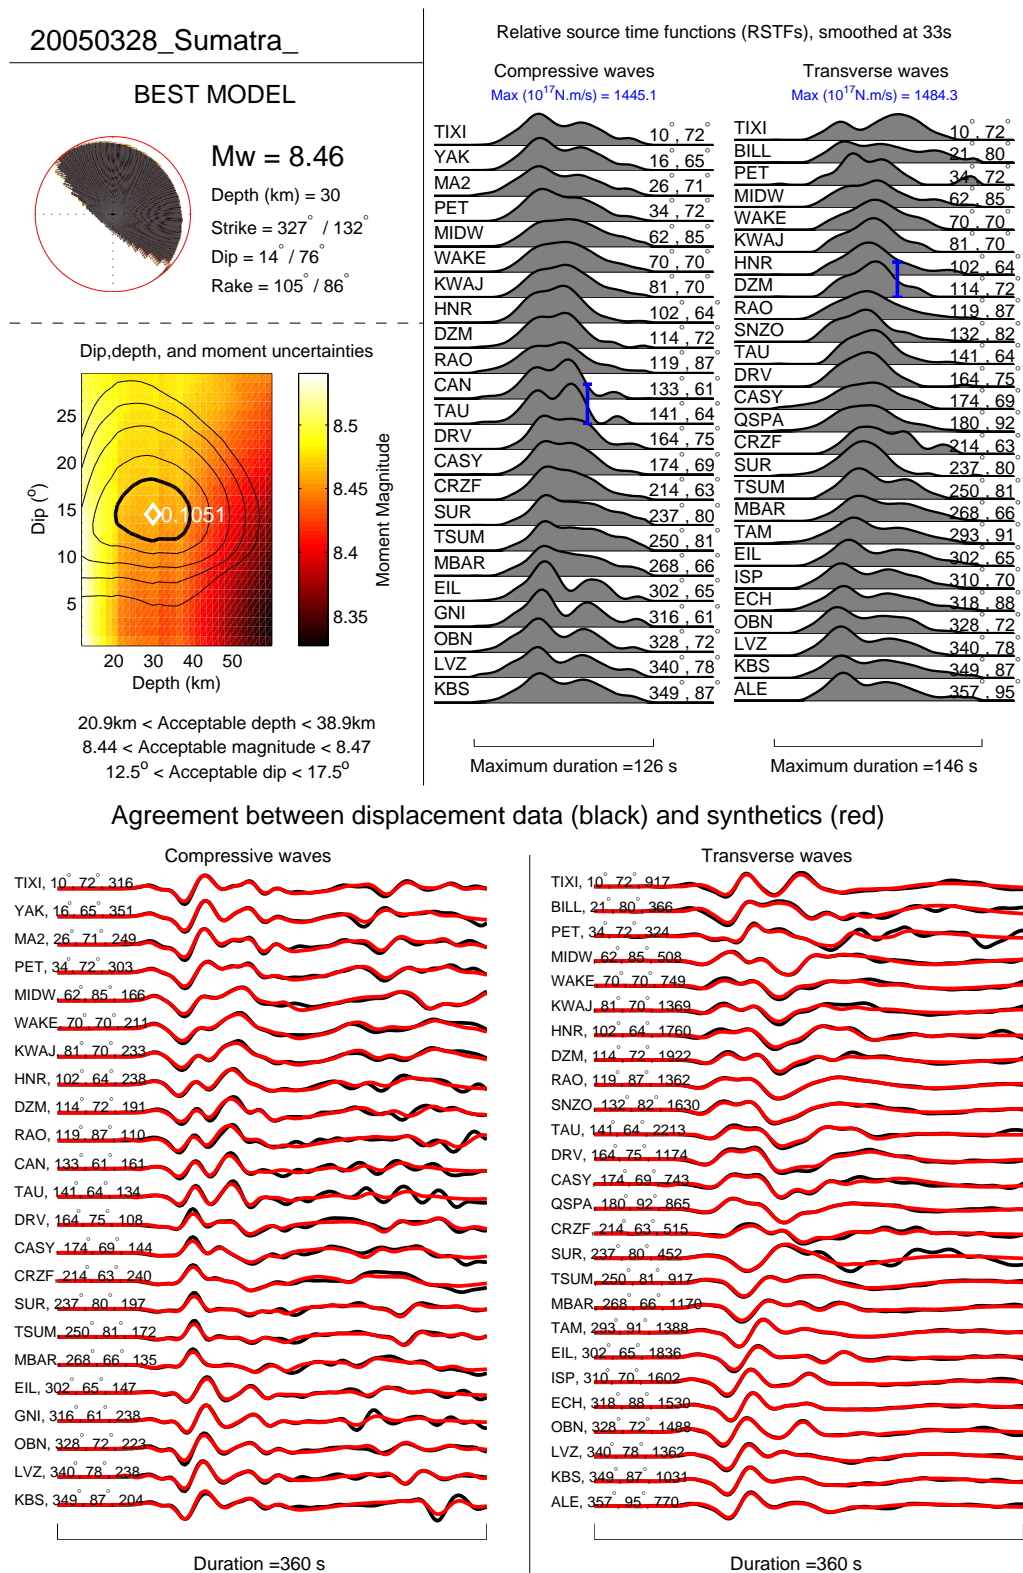 20050328_Sumatra_
BEST MODEL
Mw = 8.46
Depth (km) = 30
Strike = 327° / 132°
Dip = 14° / 76°
Rake = 105° / 86°
Dip,depth, and moment uncertainties
25
20
15
10
5
Dip (°)
0.1051
20 30 40 50
Depth (km)
8.5
8.45
8.4
8.35
Moment Magnitude
20.9km < Acceptable depth < 38.9km
8.44 < Acceptable magnitude < 8.47
12.5° < Acceptable dip < 17.5°
Relative source time functions (RSTFs), smoothed at 33s
Compressive waves
Max (10^17N.m/s) = 1445.1
TIXI 10°, 72°
YAK 16°, 65°
MA2 26°, 71°
PET 34°, 72°
MIDW 62°, 85°
WAKE 70°, 70°
KWAJ 81°, 70°
HNR 102°, 64°
DZM 114°, 72°
RAO 119°, 87°
CAN 133°, 61°
TAU 141°, 64°
DRV 164°, 75°
CASY 174°, 69°
CRZF 214°, 63°
SUR 237°, 80°
TSUM 250°, 81°
MBAR 268°, 66°
EIL 302°, 65°
GNI 316°, 61°
OBN 328°, 72°
LVZ 340°, 78°
KBS 349°, 87°
Maximum duration =126 s
Transverse waves
Max (10^17N.m/s) = 1484.3
TIXI 10°, 72°
BILL 21°, 80°
PET 34°, 72°
MIDW 62°, 85°
WAKE 70°, 70°
KWAJ 81°, 70°
HNR 102°, 64°
DZM 114°, 72°
RAO 119°, 87°
SNZO 132°, 82°
TAU 141°, 64°
DRV 164°, 75°
CASY 174°, 69°
QSPA 180°, 92°
CRZF 214°, 63°
SUR 237°, 80°
TSUM 250°, 81°
MBAR 268°, 66°
TAM 293°, 91°
EIL 302°, 65°
ISP 310°, 70°
ECH 318°, 88°
OBN 328°, 72°
LVZ 340°, 78°
KBS 349°, 87°
ALE 357°, 95°
Maximum duration =146 s
Agreement between displacement data (black) and synthetics (red)
Compressive waves
TIXI, 10°, 72°, 316
YAK, 16°, 65°, 351
MA2, 26°, 71°, 249
PET, 34°, 72°, 303
MIDW, 62°, 85°, 166
WAKE, 70°, 70°, 211
KWAJ, 81°, 70°, 233
HNR, 102°, 64°, 238
DZM, 114°, 72°, 191
RAO, 119°, 87°, 110
CAN, 133°, 61°, 161
TAU, 141°, 64°, 134
DRV, 164°, 75°, 108
CASY, 174°, 69°, 144
CRZF, 214°, 63°, 240
SUR, 237°, 80°, 197
TSUM, 250°, 81°, 172
MBAR, 268°, 66°, 135
EIL, 302°, 65°, 147
GNI, 316°, 61°, 238
OBN, 328°, 72°, 223
LVZ, 340°, 78°, 238
KBS, 349°, 87°, 204
Duration =360 s
Transverse waves
TIXI, 10°, 72°, 917
BILL, 21°, 80°, 366
PET, 34°, 72°, 324
MIDW, 62°, 85°, 508
WAKE, 70°, 70°, 749
KWAJ, 81°, 70°, 1369
HNR, 102°, 64°, 1760
DZM, 114°, 72°, 1922
RAO, 119°, 87°, 1362
SNZO, 132°, 82°, 1630
TAU, 141°, 64°, 2213
DRV, 164°, 75°, 1174
CASY, 174°, 69°, 743
QSPA, 180°, 92°, 865
CRZF, 214°, 63°, 515
SUR, 237°, 80°, 452
TSUM, 250°, 81°, 917
MBAR, 268°, 66°, 1170
TAM, 293°, 91°, 1388
EIL, 302°, 65°, 1836
ISP, 310°, 70°, 1602
ECH, 318°, 88°, 1530
OBN, 328°, 72°, 1488
LVZ, 340°, 78°, 1362
KBS, 349°, 87°, 1031
ALE, 357°, 95°, 770
Duration =360 s